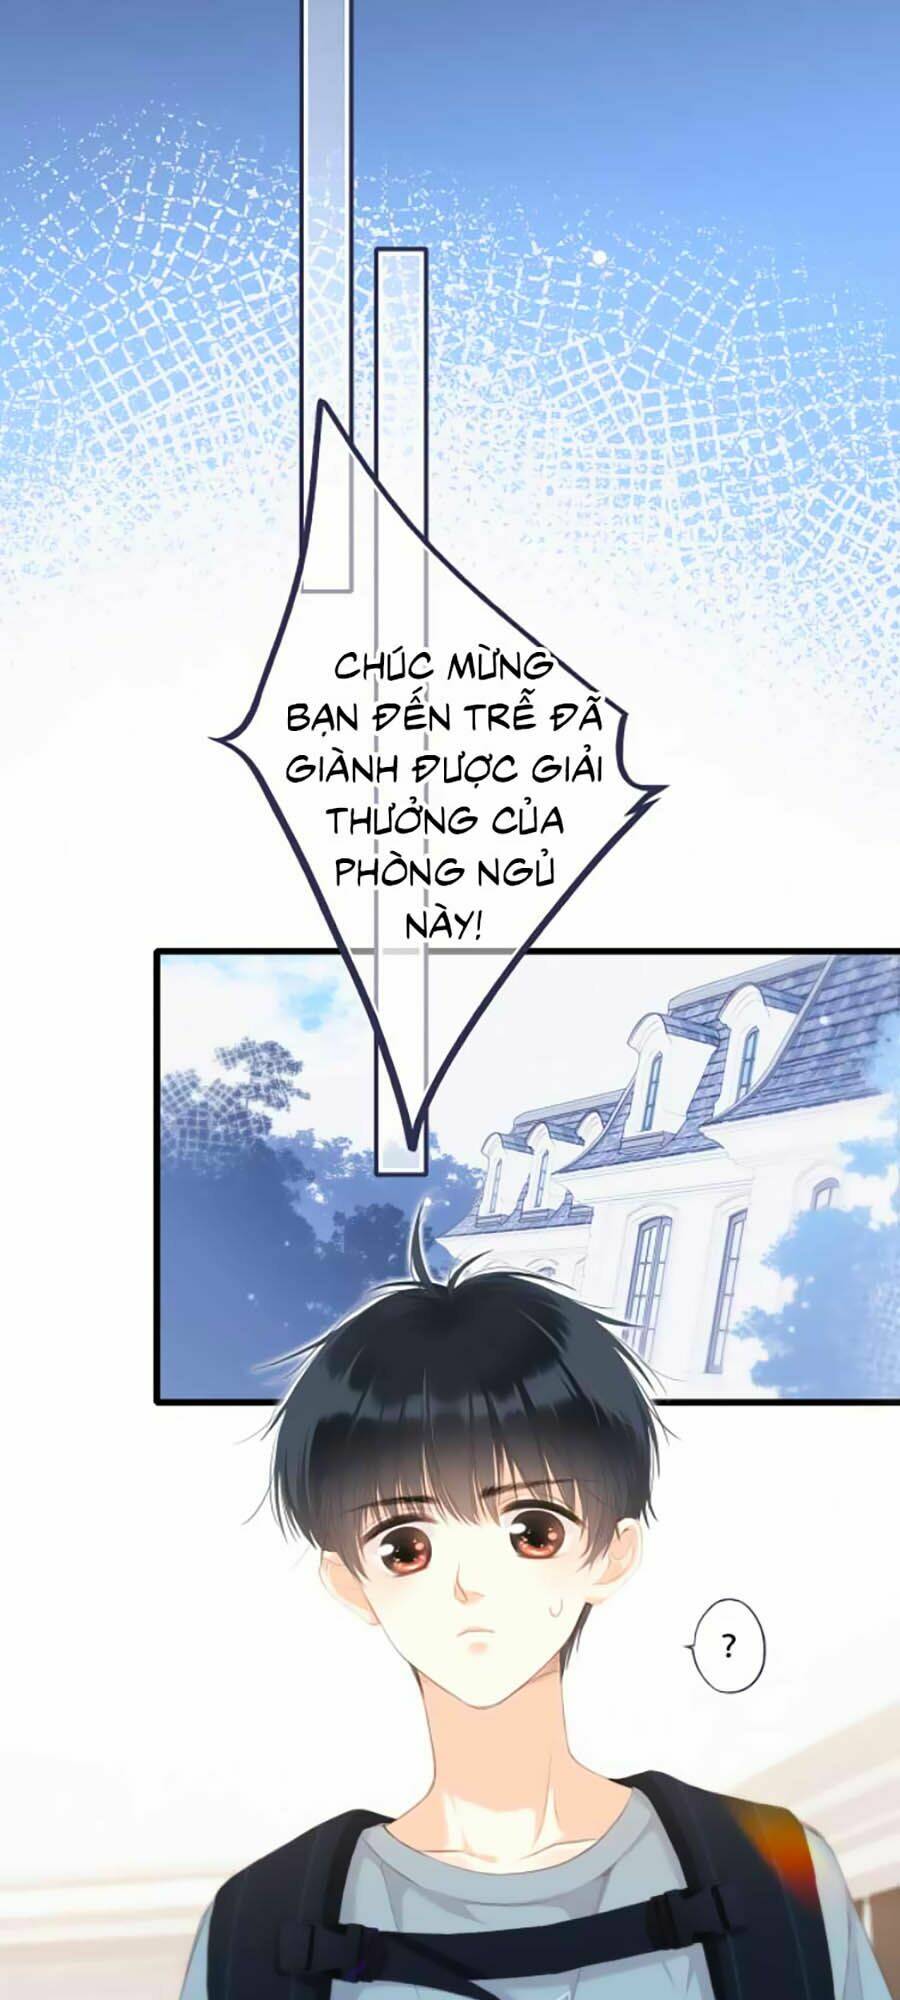 CHÚC MỪNG
BẠN ĐẾN TRỄ ĐÃ
GIÀNH ĐƯỢC GIẢI
THƯỞNG CỦA
PHÒNG NGỦ
NÀY!
?